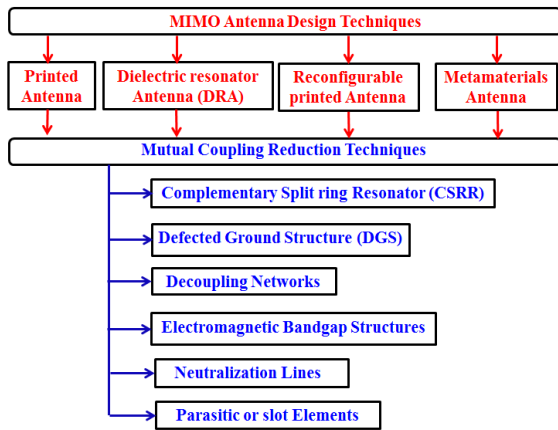 MIMO Antenna Design Techniques
Printed
Antenna
Dielectric resonator
Antenna (DRA)
Reconfigurable
printed Antenna
Metamaterials
Antenna
Mutual Coupling Reduction Techniques
Complementary Split ring Resonator (CSRR)
Defected Ground Structure (DGS)
Decoupling Networks
Electromagnetic Bandgap Structures
Neutralization Lines
Parasitic or slot Elements